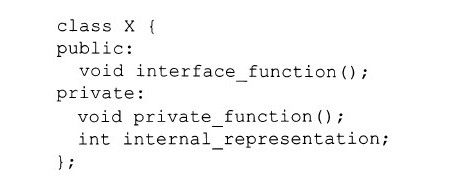 class X {
public:
  void interface_function();
private:
  void private_function();
  int internal_representation;
};